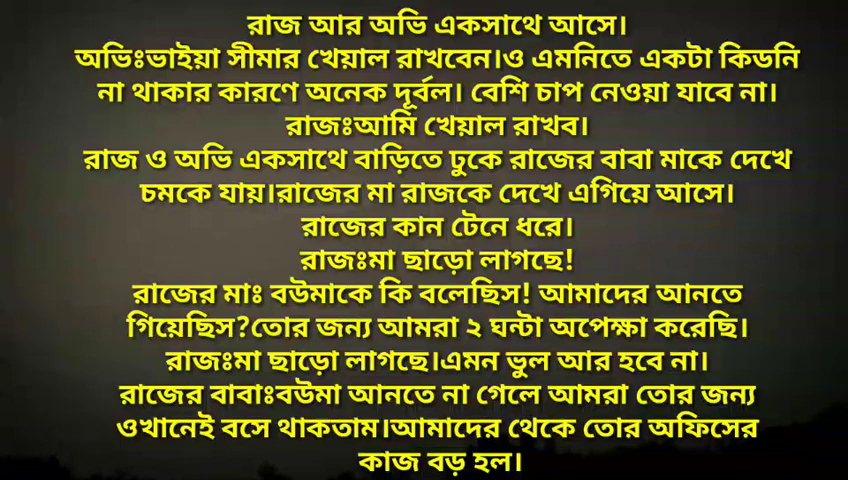 রাজ আর অভি একসাথে আসে।
অভিঃভাইয়া সীমার খেয়াল রাখবেন।ও এমনিতে একটা কিডনি
না থাকার কারণে অনেক দূর্বল। বেশি চাপ নেওয়া যাবে না।
রাজঃআমি খেয়াল রাখব।
রাজ ও অভি একসাথে বাড়িতে ঢুকে রাজের বাবা মাকে দেখে
চমকে যায়।রাজের মা রাজকে দেখে এগিয়ে আসে।
রাজের কান টেনে ধরে।
রাজঃমা ছাড়ো লাগছে!
রাজের মাঃ বউমাকে কি বলেছিস! আমাদের আনতে
গিয়েছিস?তোর জন্য আমরা ২ ঘন্টা অপেক্ষা করেছি।
রাজঃমা ছাড়ো লাগছে।এমন ভুল আর হবে না।
রাজের বাবাঃবউমা আনতে না গেলে আমরা তোর জন্য
ওখানেই বসে থাকতাম।আমাদের থেকে তোর অফিসের
কাজ বড় হল।